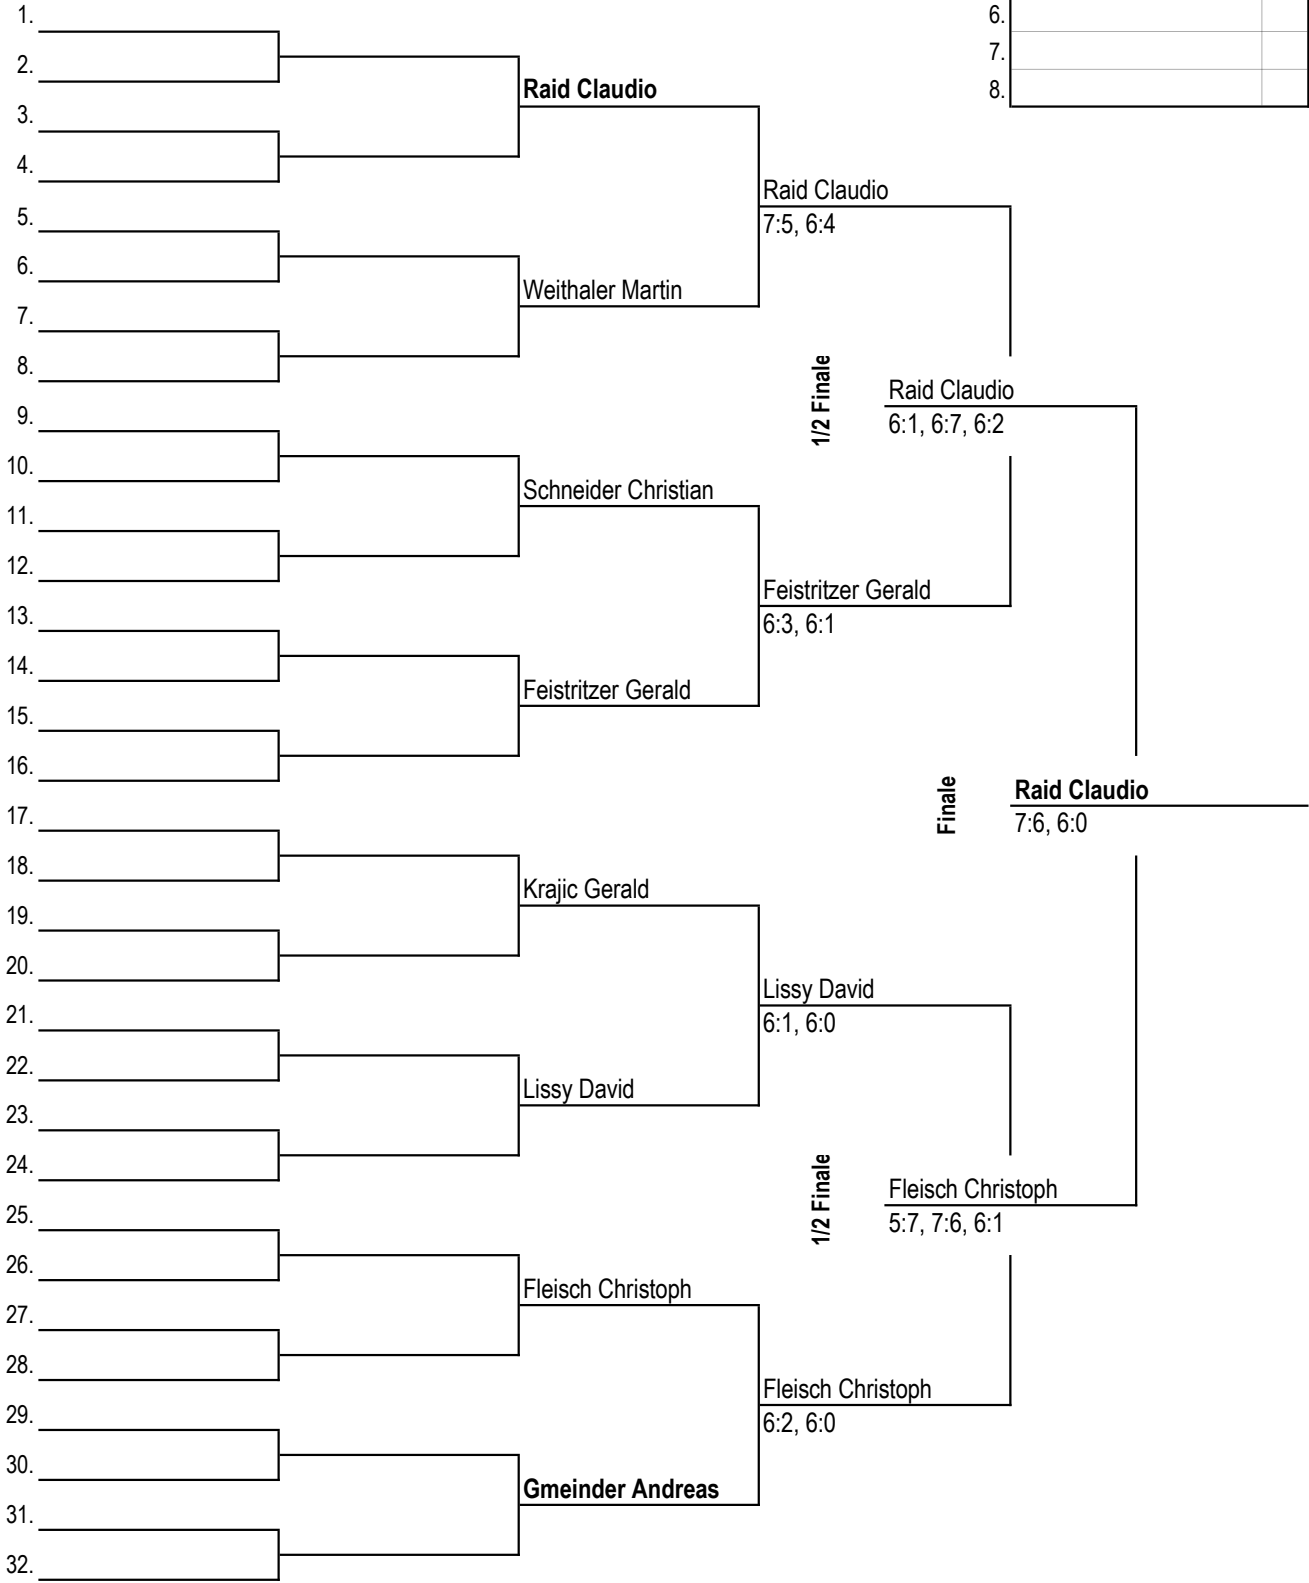 1.
6.
2.
7.
Raid Claudio
8.
3.
4.
Raid Claudio
5.
7:5, 6:4
6.
Weithaler Martin
7.
8.
1/2 Finale
Raid Claudio
9.
6:1, 6:7, 6:2
10.
Schneider Christian
11.
12.
Feistritzer Gerald
13.
6:3, 6:1
14.
Feistritzer Gerald
15.
16.
Finale
Raid Claudio
17.
7:6, 6:0
18.
Krajic Gerald
19.
20.
Lissy David
21.
6:1, 6:0
22.
Lissy David
23.
24.
1/2 Finale
Fleisch Christoph
25.
5:7, 7:6, 6:1
26.
Fleisch Christoph
27.
28.
Fleisch Christoph
29.
6:2, 6:0
30.
Gmeinder Andreas
31.
32.